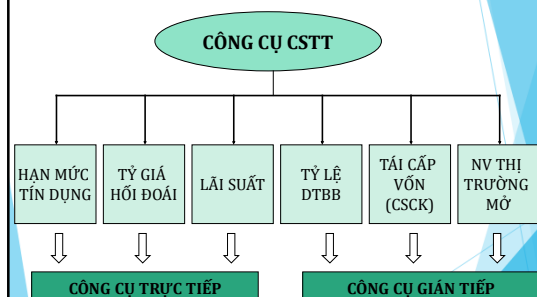 CÔNG CỤ CSTT
HẠN MỨC
TÍN DỤNG
TỶ GIÁ
HỐI ĐOÁI
LÃI SUẤT
TỶ LỆ
DTBB
TÁI CẤP
VỐN
(CSCK)
NV THỊ
TRƯỜNG
MỞ
CÔNG CỤ TRỰC TIẾP
CÔNG CỤ GIÁN TIẾP